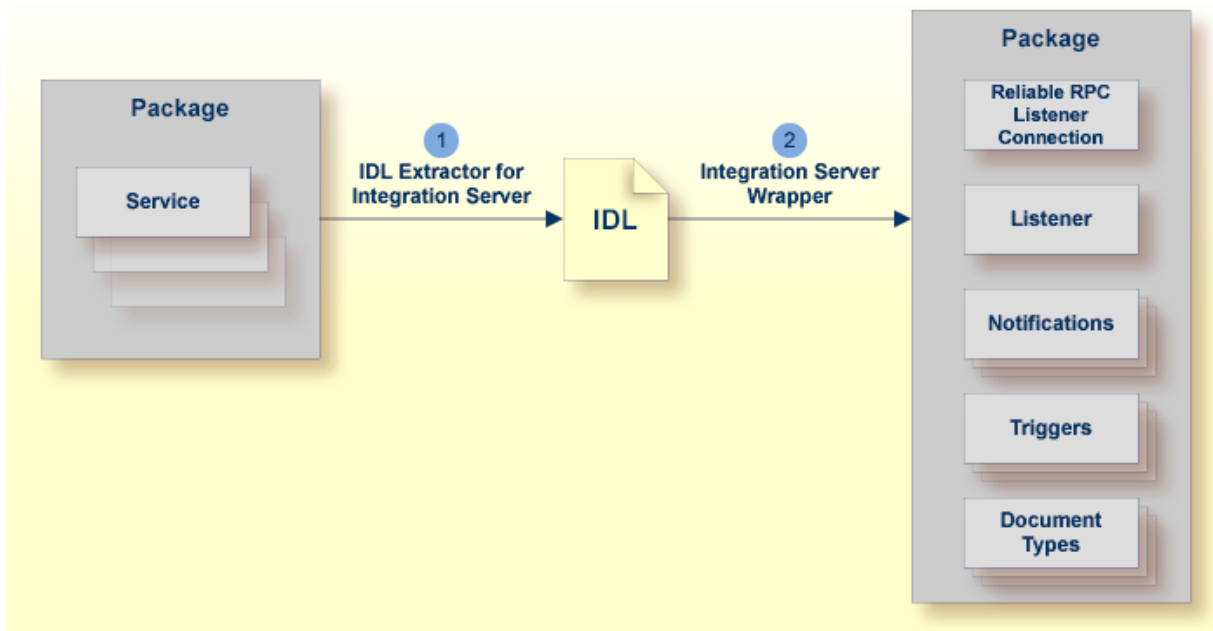 Package
Service
1
IDL Extractor for
Integration Server
IDL
2
Integration Server
Wrapper
Package
Reliable RPC
Listener
Connection
Listener
Notifications
Triggers
Document
Types